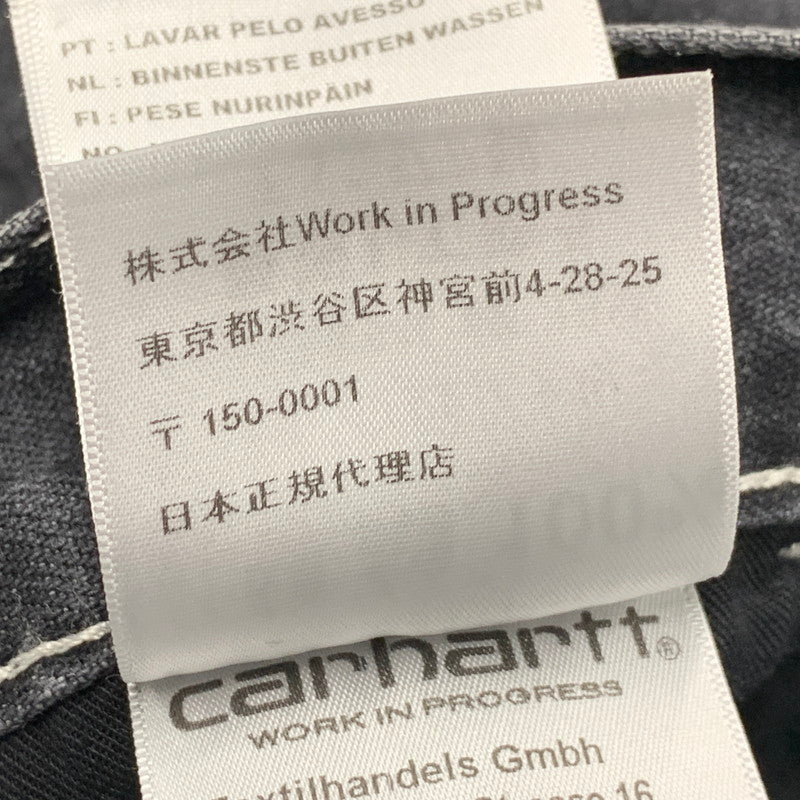 PT : LAVAR PELO AVESSO
NL : BINNENSTE BUITEN WASSEN
FI : PESE NURINPÄIN
NO
株式会社Work in Progress
東京都渋谷区神宮前4-28-25
〒 150-0001
日本正規代理店
carhartt®
WORK IN PROGRESS
Textilhandels Gmbh
16